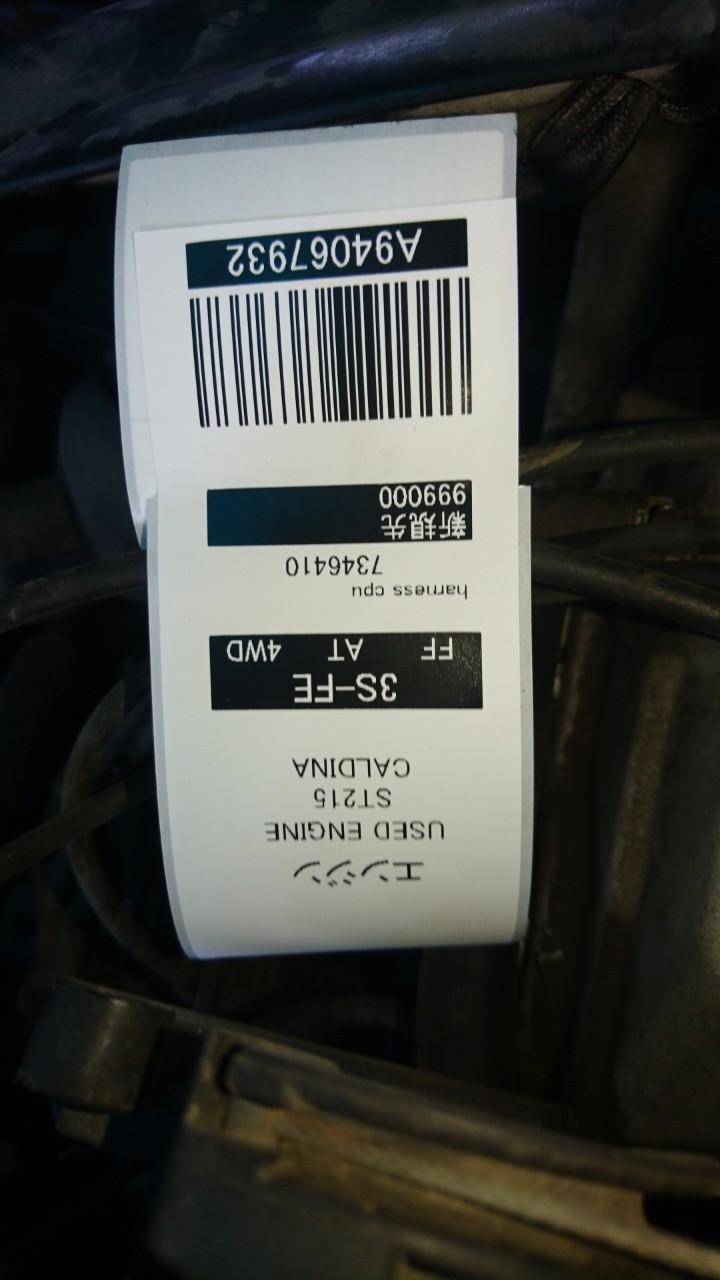 エンジン
USED ENGINE
ST215
CALDINA
3S-FE
FF AT 4WD
harness cpu
7346410
新規先
999000
A94067932